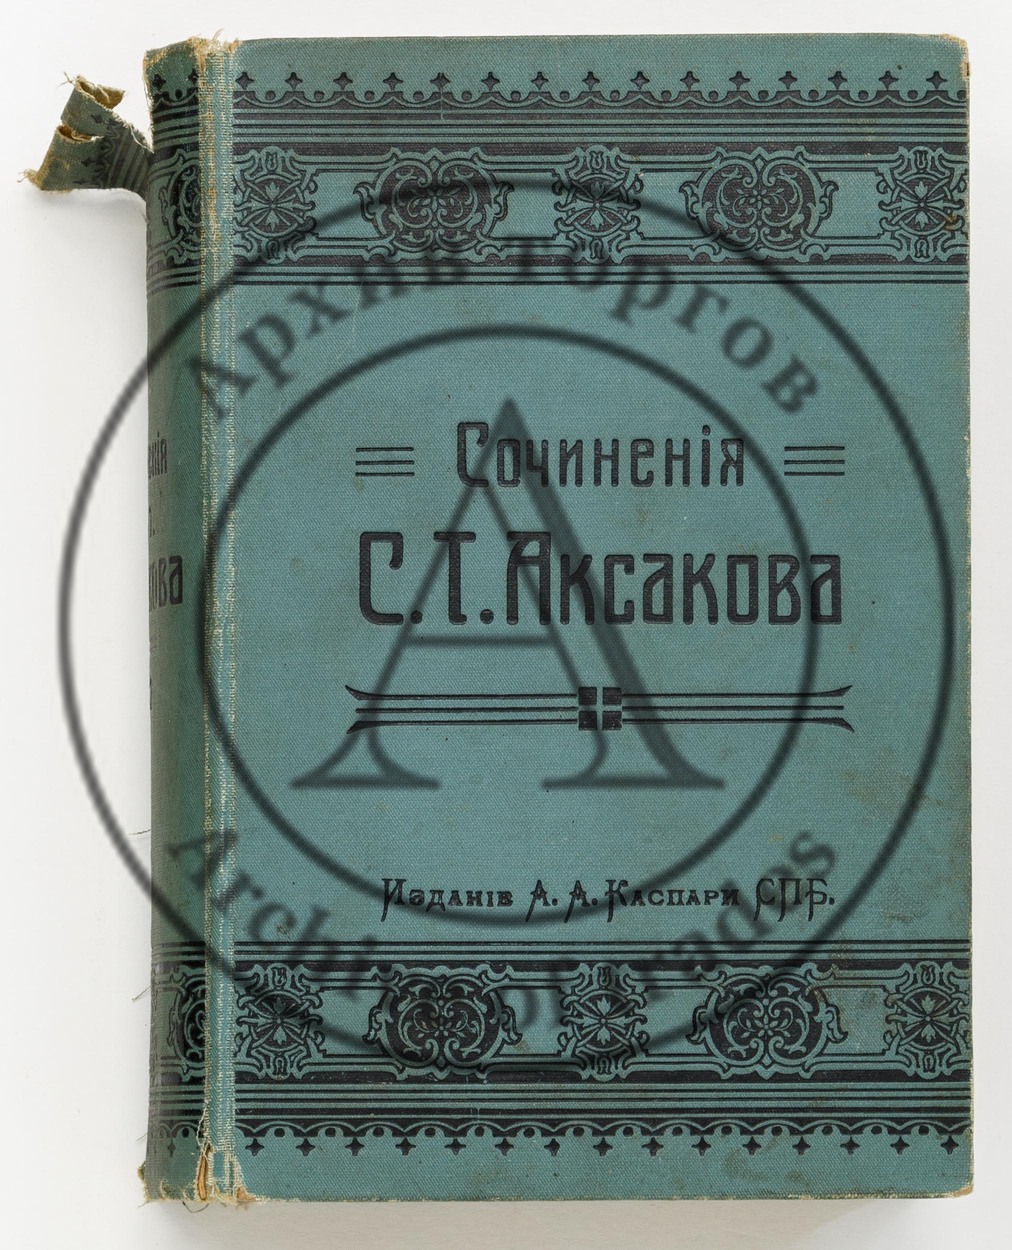 Сочиненія
С. Т. Аксакова
Изданіе А. А. Каспари СПБ.
Архив Торгов